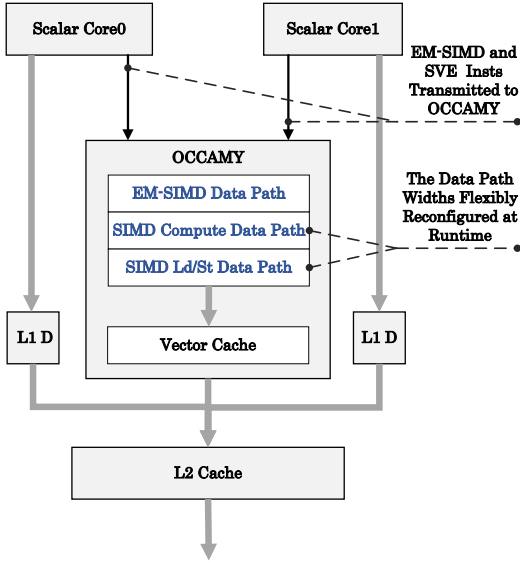 Scalar Core0
Scalar Core1
EM-SIMD and
SVE Insts
Transmitted to
OCCAMY
OCCAMY
EM-SIMD Data Path
SIMD Compute Data Path
SIMD Ld/St Data Path
The Data Path
Widths Flexibly
Reconfigured at
Runtime
L1 D
Vector Cache
L1 D
L2 Cache